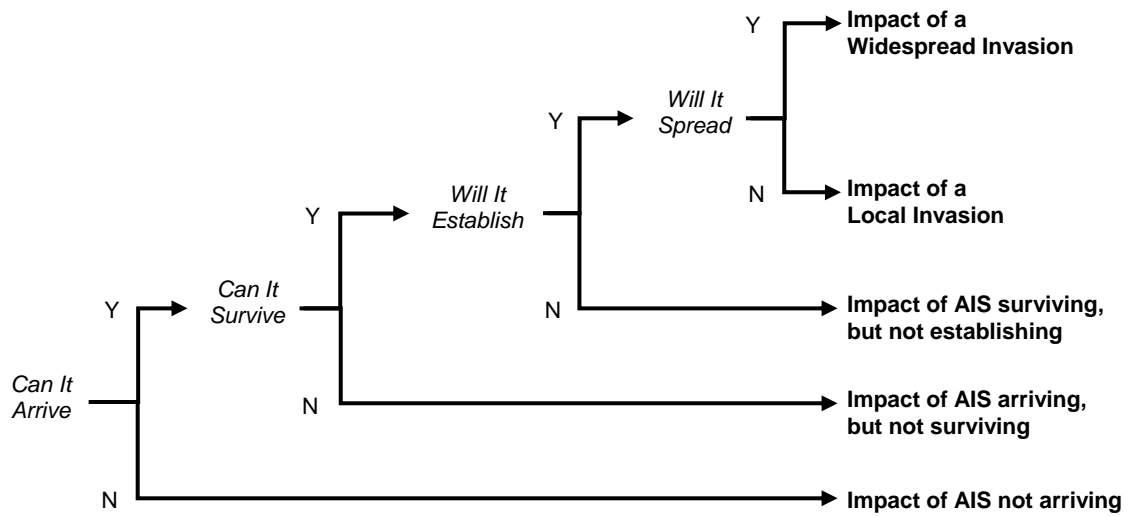 Y
Impact of a
Widespread Invasion
Will It
Spread
Y
N
Impact of a
Local Invasion
Will It
Establish
Y
N
Impact of AIS surviving,
but not establishing
Can It
Survive
Y
N
Impact of AIS arriving,
but not surviving
Can It
Arrive
N
Impact of AIS not arriving